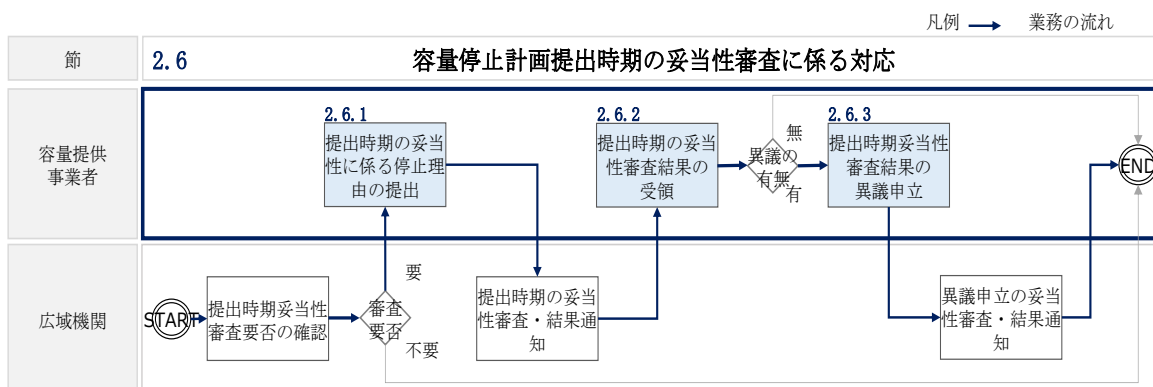 凡例 業務の流れ
節
2.6 容量停止計画提出時期の妥当性審査に係る対応
容量提供
事業者
2.6.1
提出時期の妥当
性に係る停止理
由の提出
2.6.2
提出時期の妥当
性審査結果の
受領
異議の
有無
無
有
2.6.3
提出時期妥当性
審査結果の
異議申立
END
広域機関
START
提出時期妥当性
審査要否の確認
審査
要否
要
不要
提出時期の妥当
性審査・結果通
知
異議申立の妥当
性審査・結果通
知